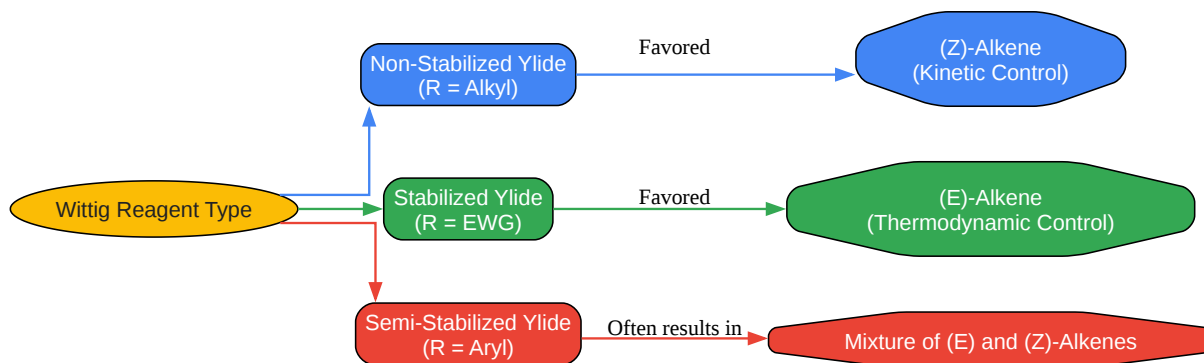 Non-Stabilized Ylide
(R = Alkyl)
Favored
(Z)-Alkene
(Kinetic Control)
Wittig Reagent Type
Stabilized Ylide
(R = EWG)
Favored
(E)-Alkene
(Thermodynamic Control)
Semi-Stabilized Ylide
(R = Aryl)
Often results in
Mixture of (E) and (Z)-Alkenes